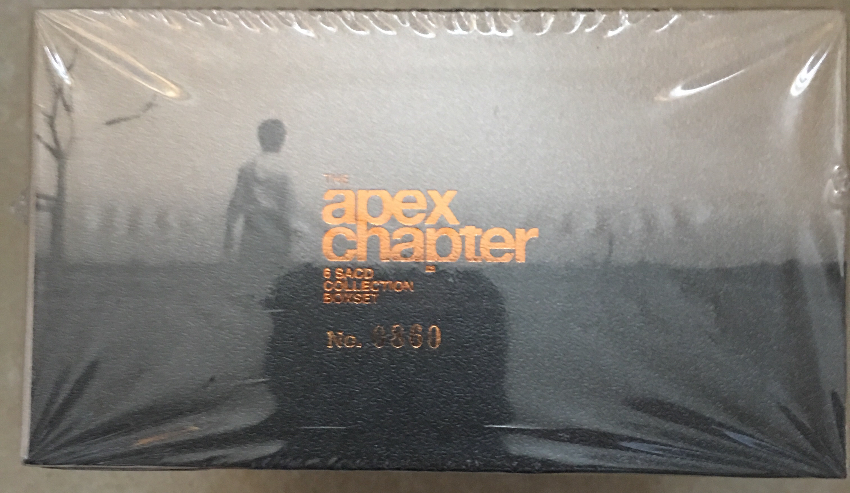 THE
apex
chapter
6 SACD
COLLECTION
BOXSET
No.